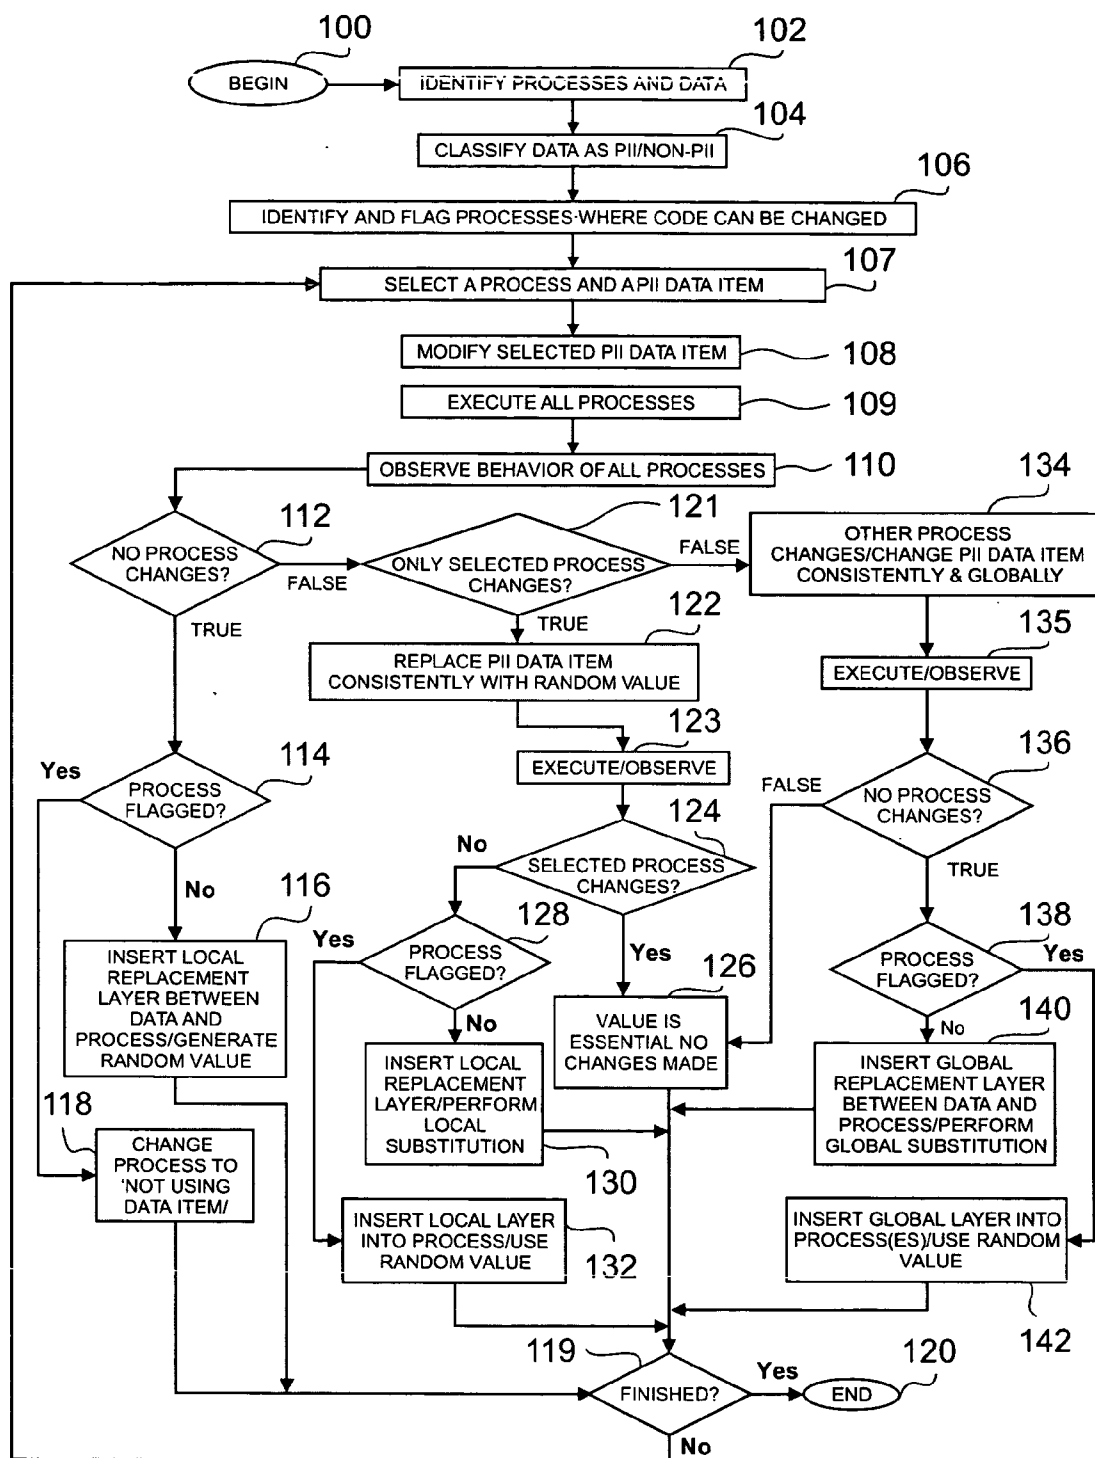 100
BEGIN
102
IDENTIFY PROCESSES AND DATA
104
CLASSIFY DATA AS PII/NON-PII
106
IDENTIFY AND FLAG PROCESSES WHERE CODE CAN BE CHANGED
107
SELECT A PROCESS AND A PII DATA ITEM
MODIFY SELECTED PII DATA ITEM
108
EXECUTE ALL PROCESSES
109
OBSERVE BEHAVIOR OF ALL PROCESSES
110
112
NO PROCESS
CHANGES?
FALSE
TRUE
121
ONLY SELECTED PROCESS
CHANGES?
FALSE
TRUE
134
OTHER PROCESS
CHANGES/CHANGE PII DATA ITEM
CONSISTENTLY & GLOBALLY
122
REPLACE PII DATA ITEM
CONSISTENTLY WITH RANDOM VALUE
135
EXECUTE/OBSERVE
123
EXECUTE/OBSERVE
114
Yes
PROCESS
FLAGGED?
No
136
FALSE
NO PROCESS
CHANGES?
TRUE
124
No
SELECTED PROCESS
CHANGES?
Yes
116
INSERT LOCAL
REPLACEMENT
LAYER BETWEEN
DATA AND
PROCESS/GENERATE
RANDOM VALUE
128
Yes
PROCESS
FLAGGED?
No
126
VALUE IS
ESSENTIAL NO
CHANGES MADE
138
PROCESS
FLAGGED?
Yes
No
140
INSERT GLOBAL
REPLACEMENT LAYER
BETWEEN DATA AND
PROCESS/PERFORM
GLOBAL SUBSTITUTION
INSERT LOCAL
REPLACEMENT
LAYER/PERFORM
LOCAL
SUBSTITUTION
130
118
CHANGE
PROCESS TO
'NOT USING
DATA ITEM/
INSERT LOCAL LAYER
INTO PROCESS/USE
RANDOM VALUE
132
INSERT GLOBAL LAYER INTO
PROCESS(ES)/USE RANDOM
VALUE
142
119
FINISHED?
Yes
END
120
No